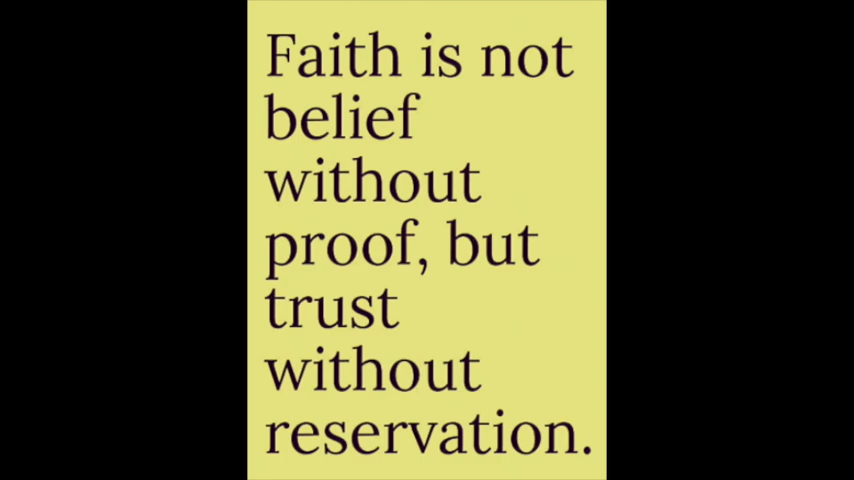 Faith is not
belief
without
proof, but
trust
without
reservation.